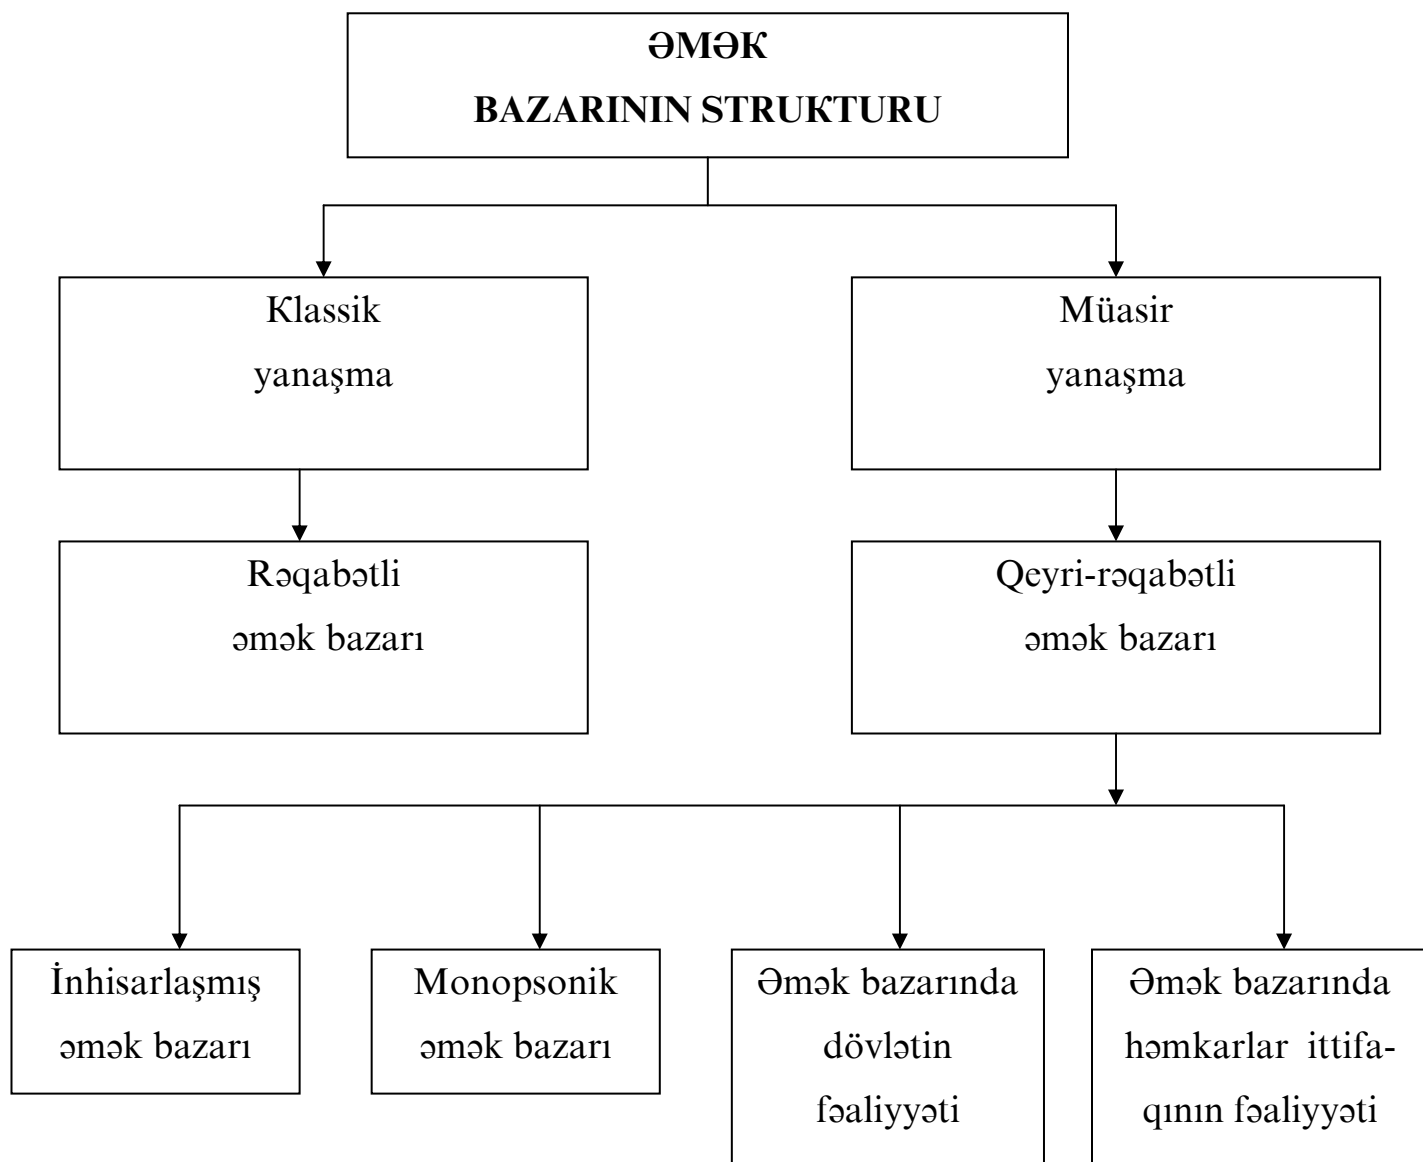 ƏMƏK
BAZARININ STRUKTURU
Klassik
yanaşma
Müasir
yanaşma
Rəqabətli
əmək bazarı
Qeyri-rəqabətli
əmək bazarı
İnhisarlaşmış
əmək bazarı
Monopsonik
əmək bazarı
Əmək bazarında
dövlətin
fəaliyyəti
Əmək bazarında
həmkarlar ittifa-
qının fəaliyyəti